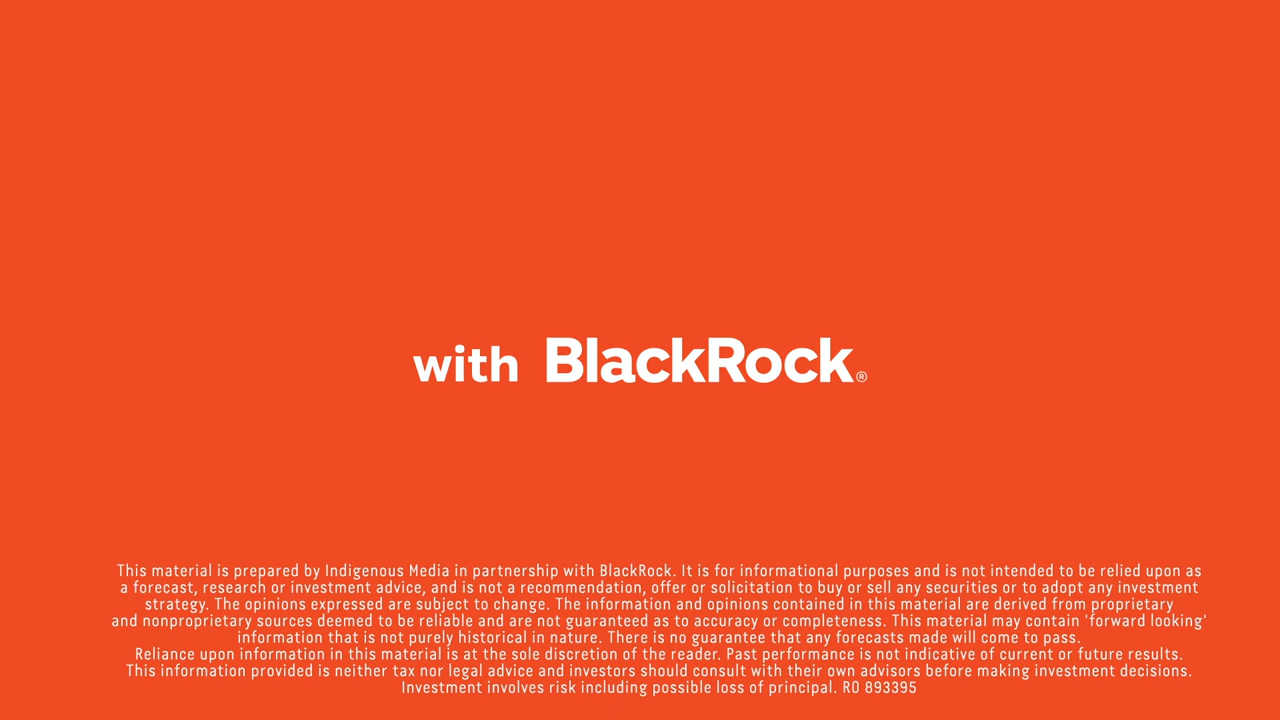 with BlackRock®
This material is prepared by Indigenous Media in partnership with BlackRock. It is for informational purposes and is not intended to be relied upon as
a forecast, research or investment advice, and is not a recommendation, offer or solicitation to buy or sell any securities or to adopt any investment
strategy. The opinions expressed are subject to change. The information and opinions contained in this material are derived from proprietary
and nonproprietary sources deemed to be reliable and are not guaranteed as to accuracy or completeness. This material may contain 'forward looking'
information that is not purely historical in nature. There is no guarantee that any forecasts made will come to pass.
Reliance upon information in this material is at the sole discretion of the reader. Past performance is not indicative of current or future results.
This information provided is neither tax nor legal advice and investors should consult with their own advisors before making investment decisions.
Investment involves risk including possible loss of principal. RO 893395